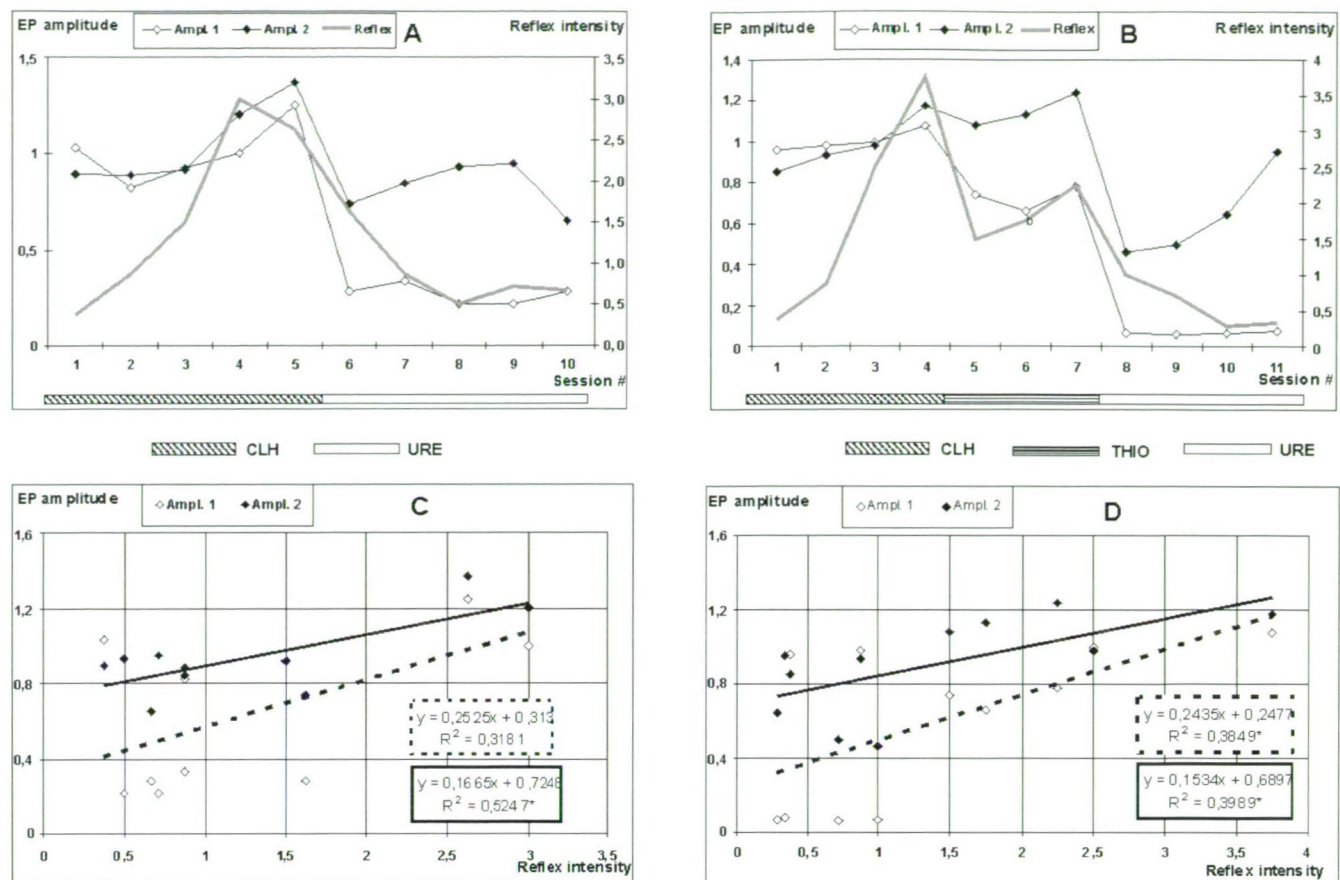 EP amplitude Ampl. 1 Ampl. 2 Reflex A Reflex intensity
1,5
1
0,5
0
3,5
3,0
2,5
2,0
1,5
1,0
0,5
0,0
1 2 3 4 5 6 7 8 9 10
Session #
CLH URE
EP amplitude Ampl. 1 Ampl. 2 Reflex B Reflex intensity
1,4
1,2
1
0,8
0,6
0,4
0,2
0
4
3,5
3
2,5
2
1,5
1
0,5
0
1 2 3 4 5 6 7 8 9 10 11
Session #
CLH THIO URE
EP amplitude Ampl. 1 Ampl. 2 C
1,6
1,2
0,8
0,4
0
y = 0,2525x + 0,313
R² = 0,3181
y = 0,1665x + 0,7248
R² = 0,5247*
0 0,5 1 1,5 2 2,5 3 3,5
Reflex intensity
EP amplitude Ampl. 1 Ampl. 2 D
1,6
1,2
0,8
0,4
0
y = 0,2435x + 0,2477
R² = 0,3849*
y = 0,1534x + 0,6897
R² = 0,3989*
0 0,5 1 1,5 2 2,5 3 3,5 4
Reflex intensity